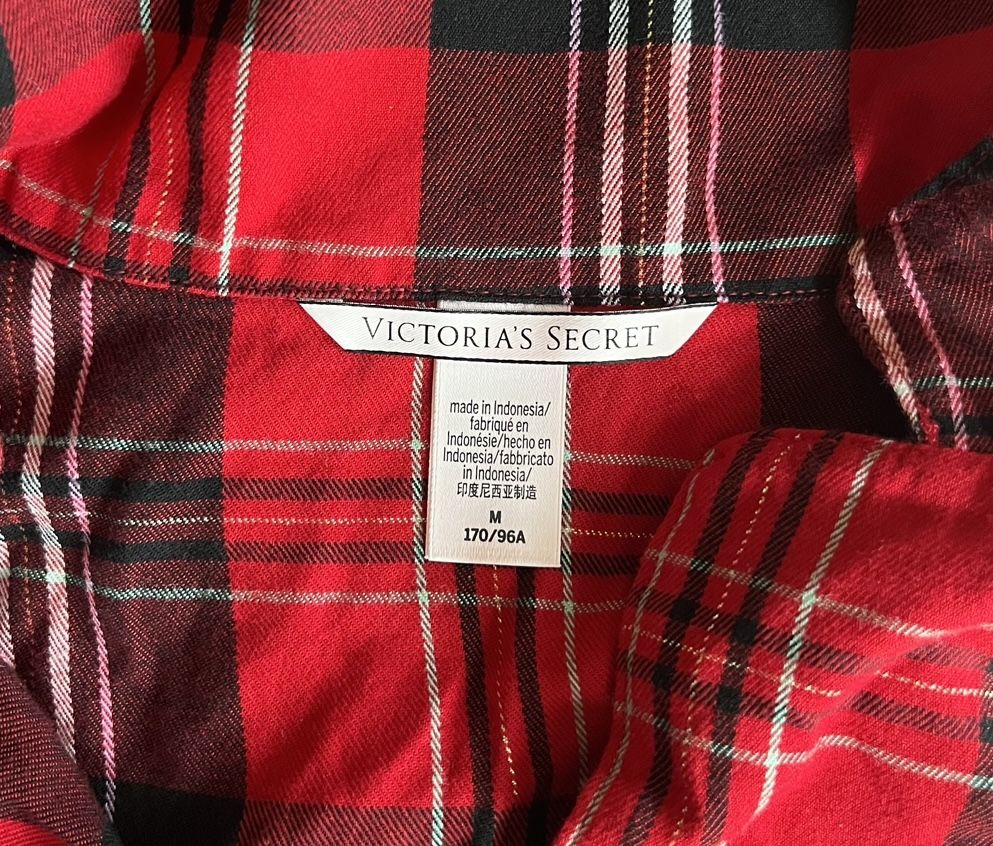 VICTORIA'S SECRET
made in Indonesia/
fabriqué en
Indonésie/hecho en
Indonesia/fabbricato
in Indonesia/
印度尼西亚制造
M
170/96A